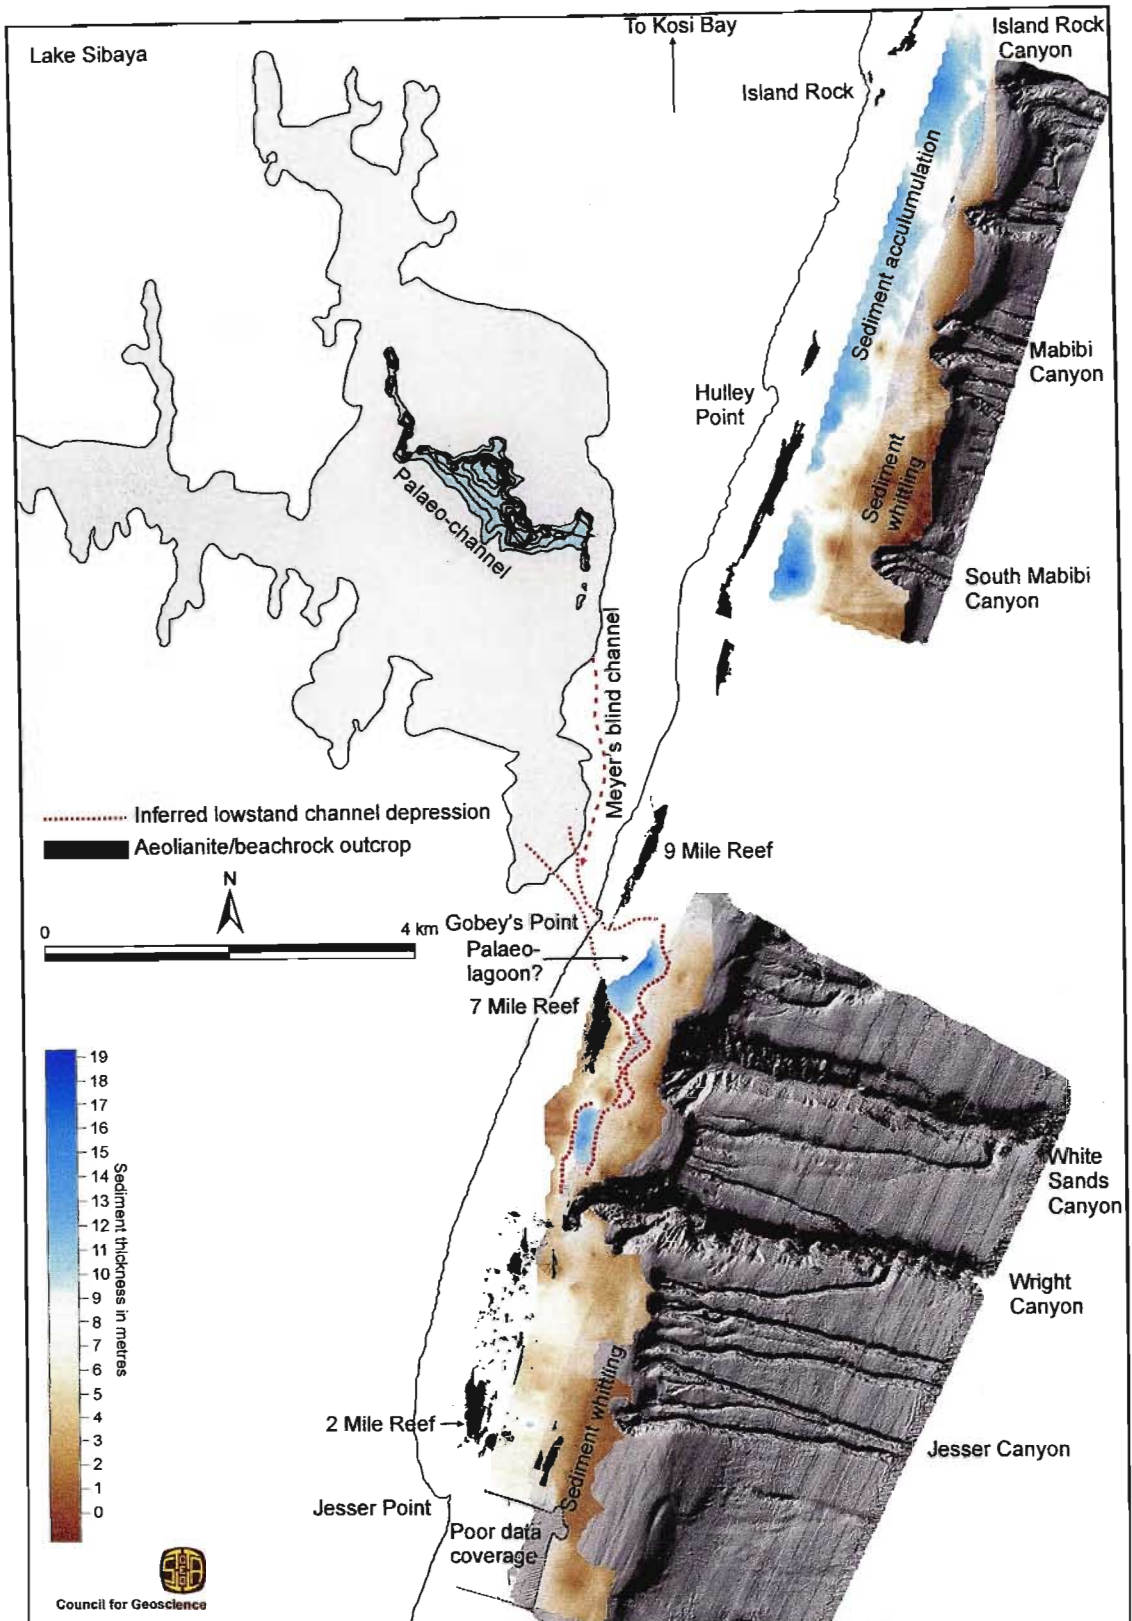 To Kosi Bay
Island Rock
Canyon
Lake Sibaya
Island Rock
Sediment acculumation
Mabibi
Canyon
Hulley
Point
Sediment
whittling
Palaeo-channel
South Mabibi
Canyon
Meyer's blind channel
Inferred lowstand channel depression
Aeolianite/beachrock outcrop
9 Mile Reef
N
0
4 km
Gobey's Point
Palaeo-
lagoon?
7 Mile Reef
19
18
17
16
15
14
13
12
11
10
9
8
7
6
5
4
3
2
1
0
Sediment thickness in metres
White
Sands
Canyon
Wright
Canyon
Sediment whittling
2 Mile Reef
Jesser Canyon
Jesser Point
Poor data
coverage
Council for Geoscience